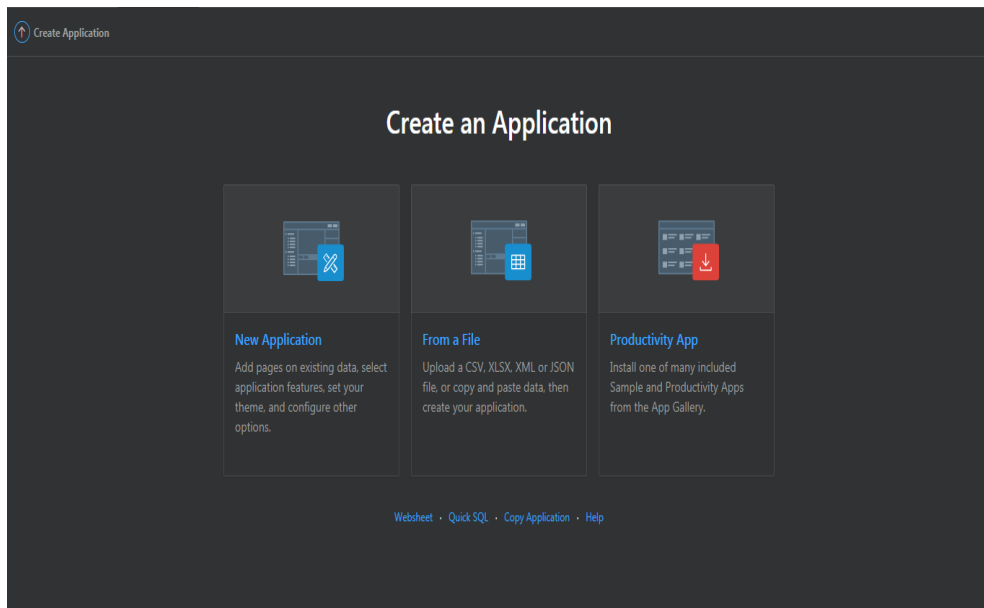 Create Application
Create an Application
New Application
Add pages on existing data, select
application features, set your
theme, and configure other
options.
From a File
Upload a CSV, XLSX, XML or JSON
file, or copy and paste data, then
create your application.
Productivity App
Install one of many included
Sample and Productivity Apps
from the App Gallery.
Websheet · Quick SQL · Copy Application · Help